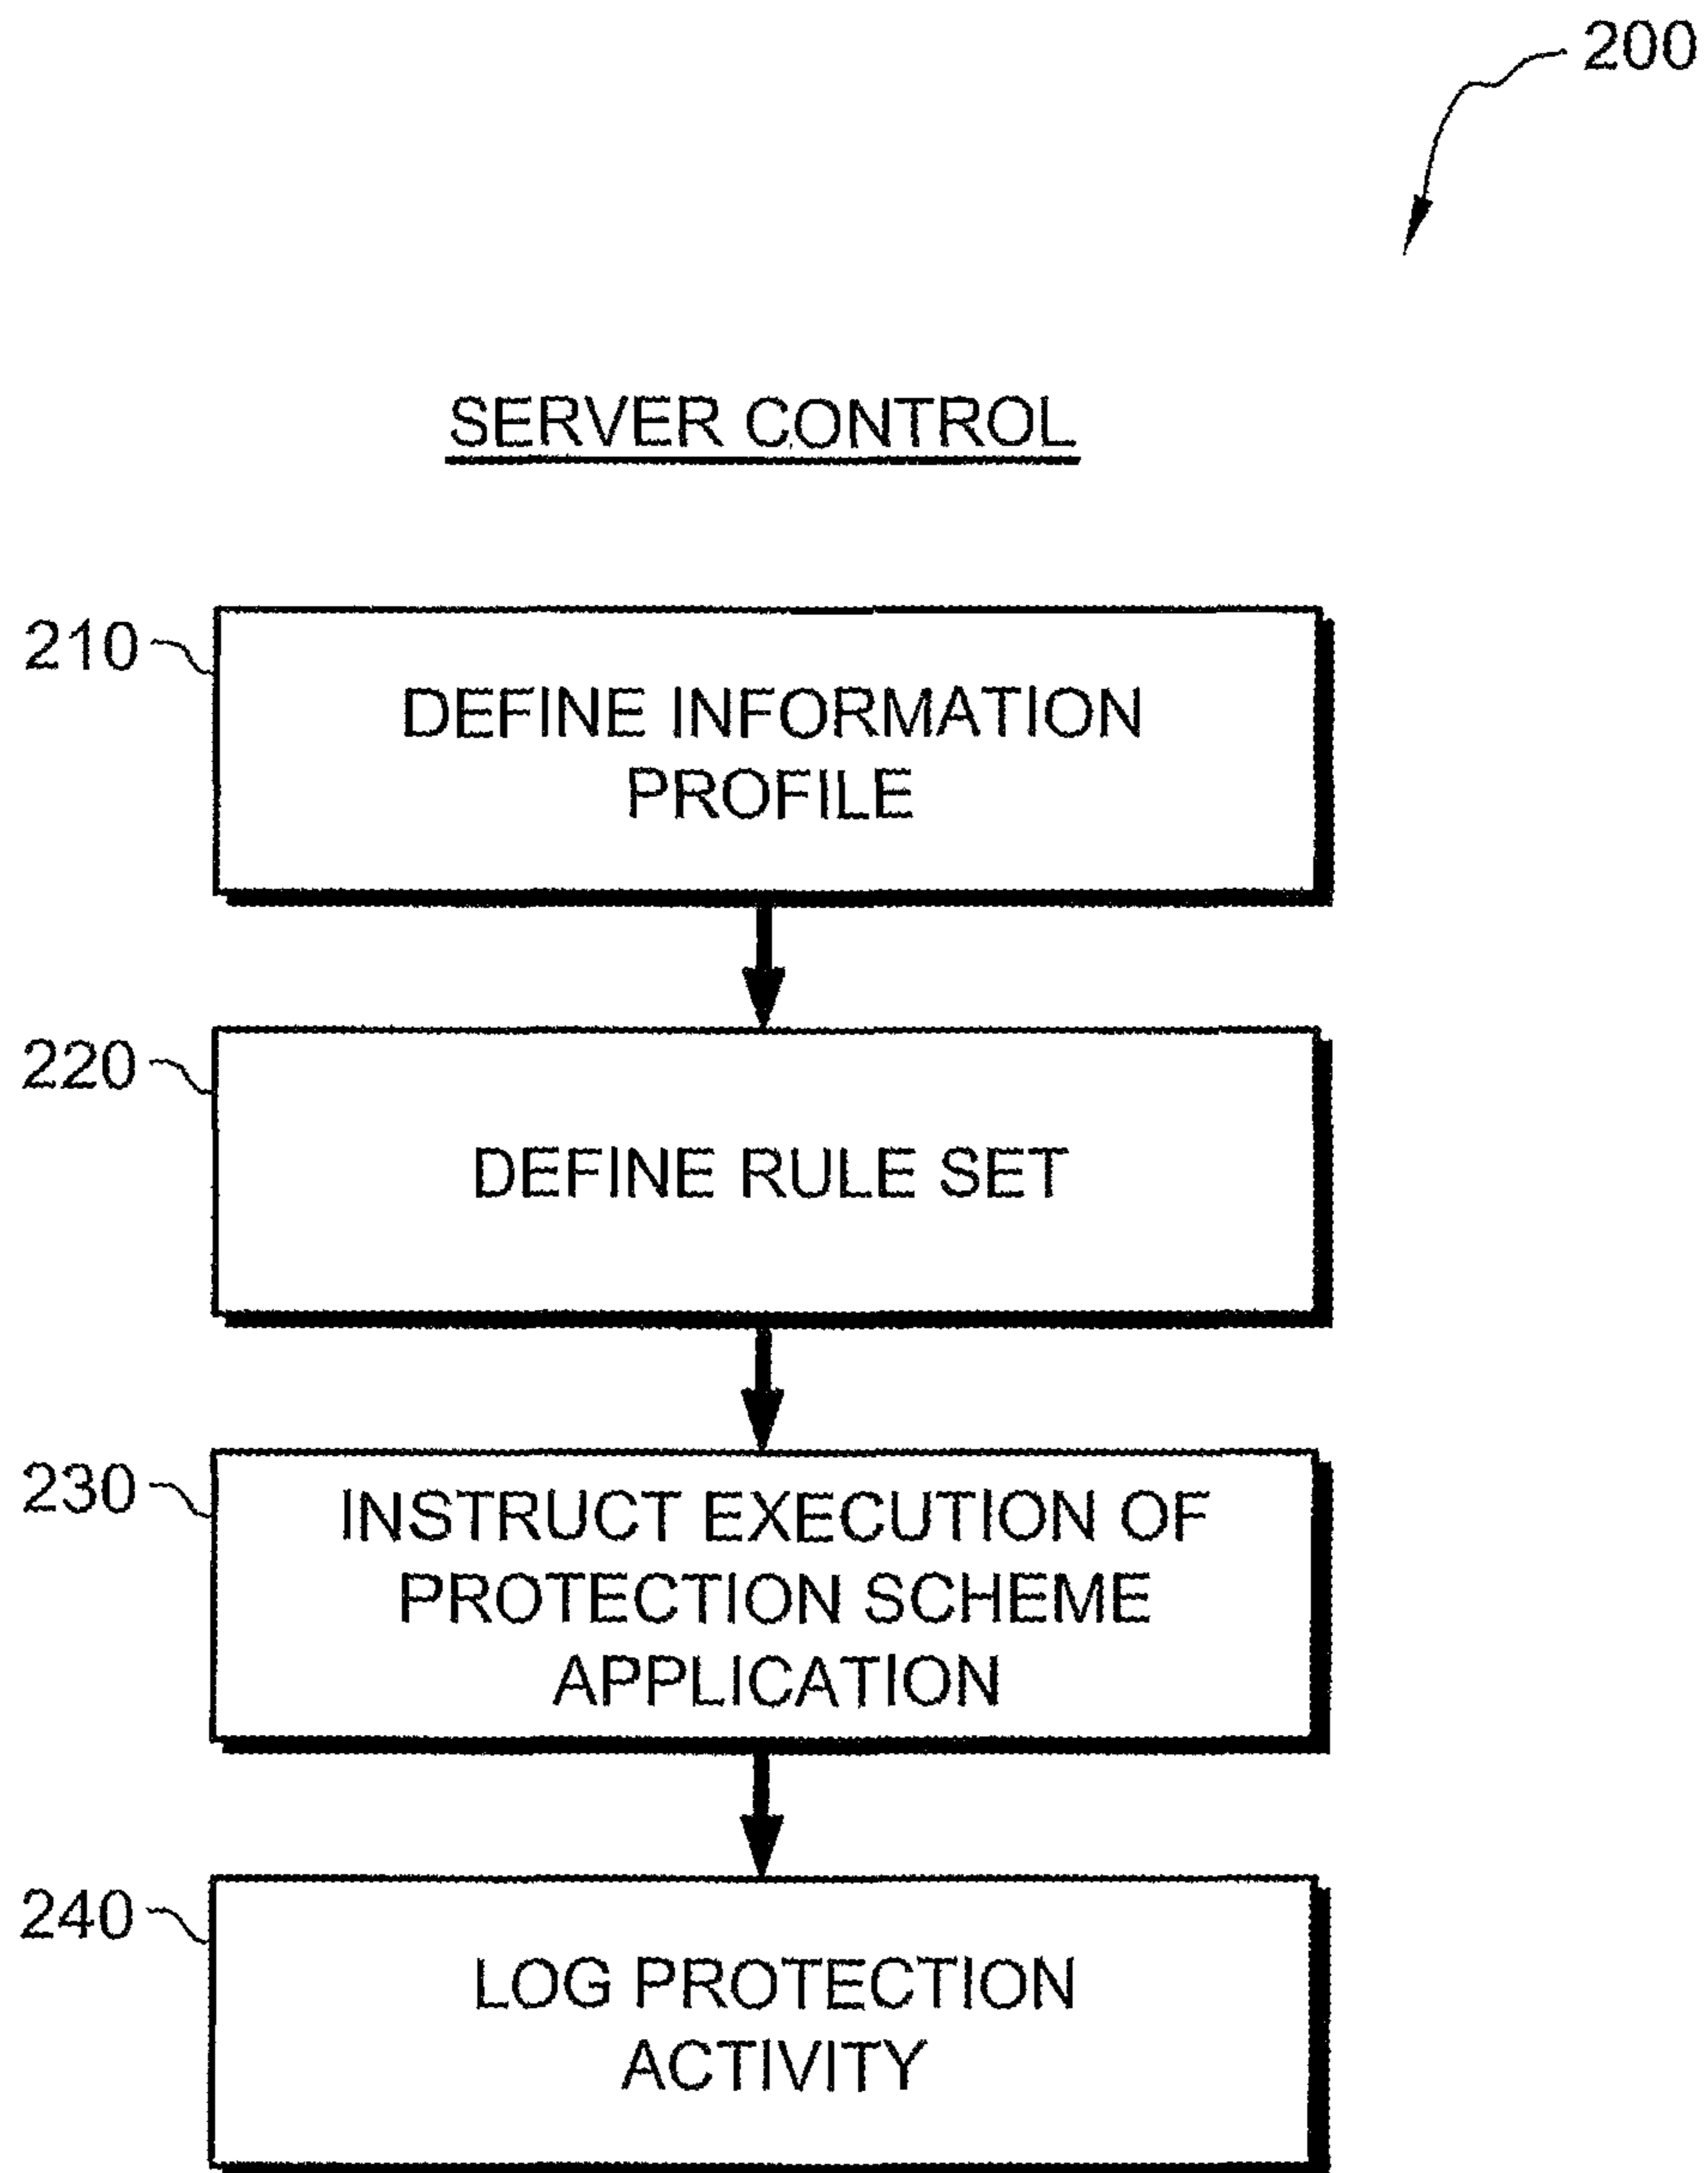 200
SERVER CONTROL
210
DEFINE INFORMATION
PROFILE
220
DEFINE RULE SET
230
INSTRUCT EXECUTION OF
PROTECTION SCHEME
APPLICATION
240
LOG PROTECTION
ACTIVITY